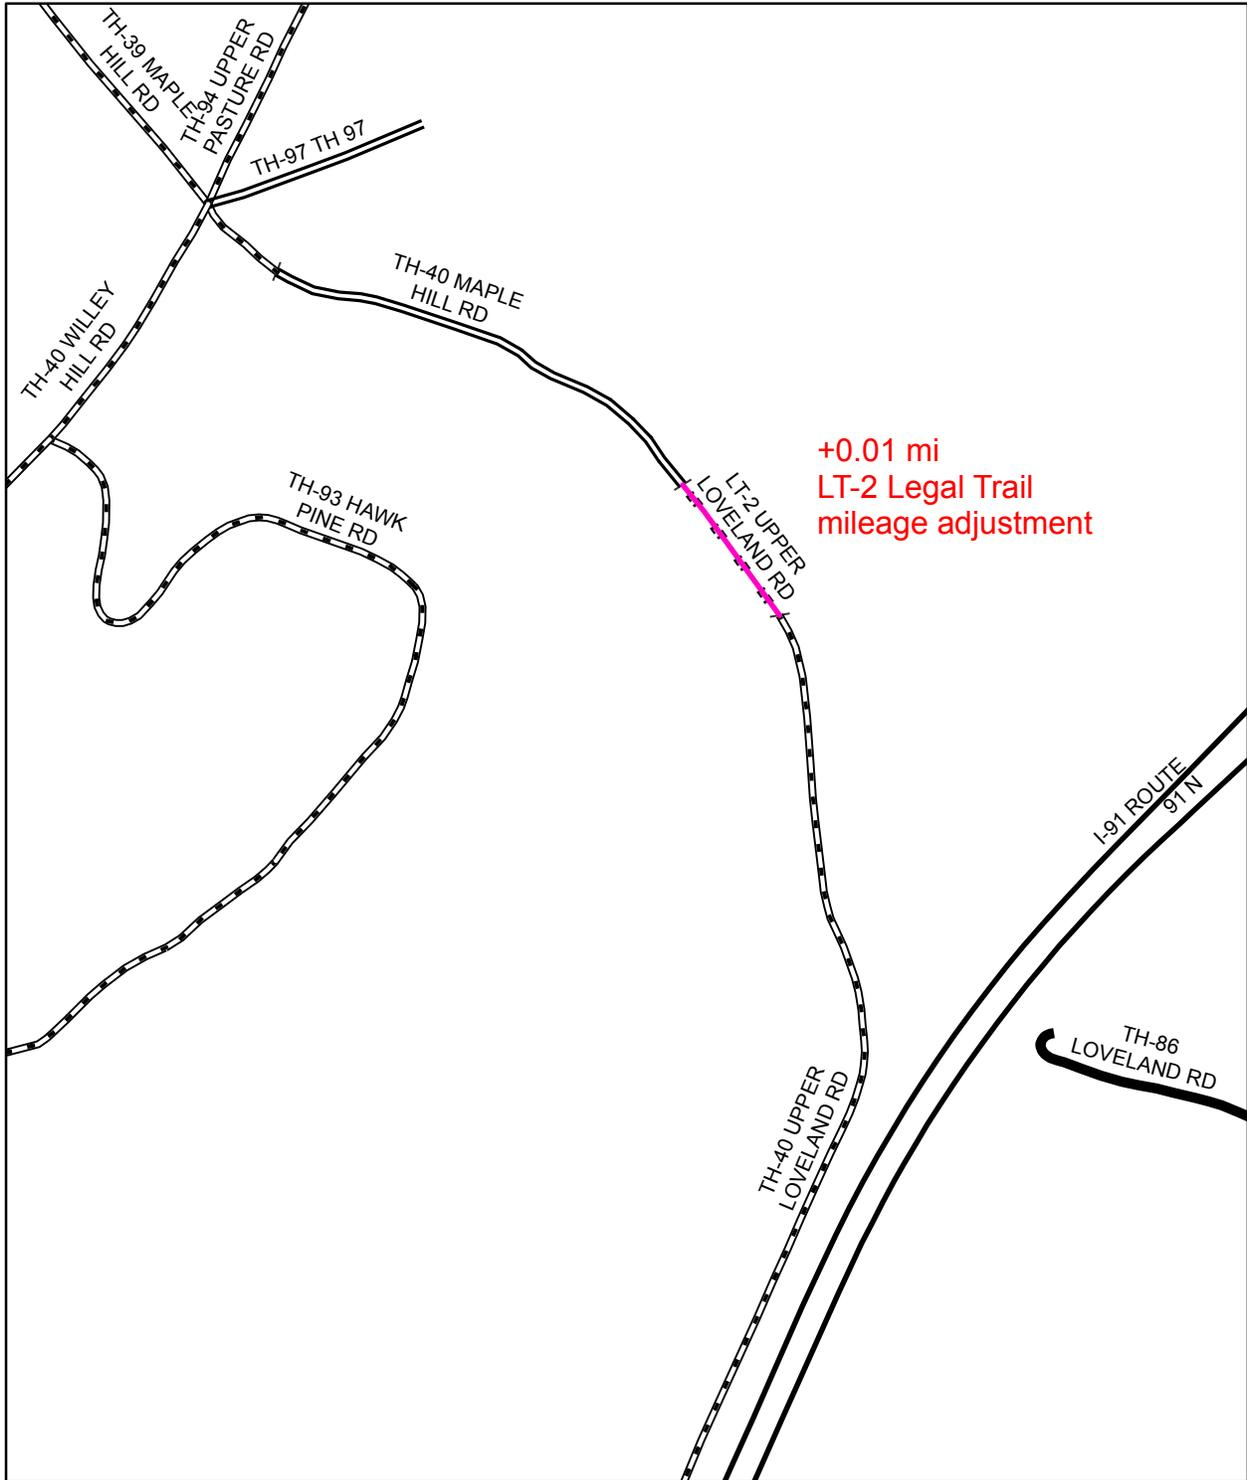 TH-39 MAPLE
HILL RD
TH-94 UPPER
PASTURE RD
TH-97 TH 97
TH-40 MAPLE
HILL RD
TH-40 WILLEY
HILL RD
+0.01 mi
LT-2 Legal Trail
mileage adjustment
LT-2 UPPER
LOVELAND RD
TH-93 HAWK
PINE RD
I-91 ROUTE
91 N
TH-86
LOVELAND RD
TH-40 UPPER
LOVELAND RD